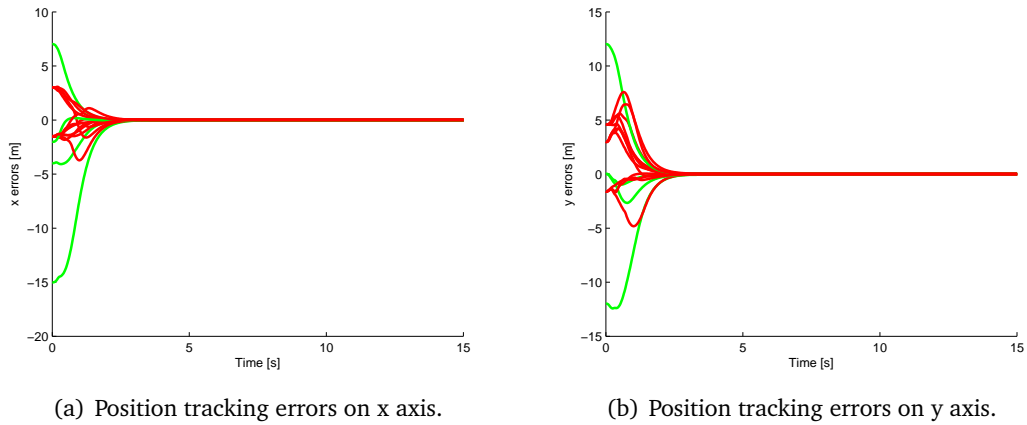 10
5
0
−5
−10
−15
−20
x errors [m]
0 5 10 15
Time [s]
(a) Position tracking errors on x axis.
15
10
5
0
−5
−10
−15
y errors [m]
0 5 10 15
Time [s]
(b) Position tracking errors on y axis.